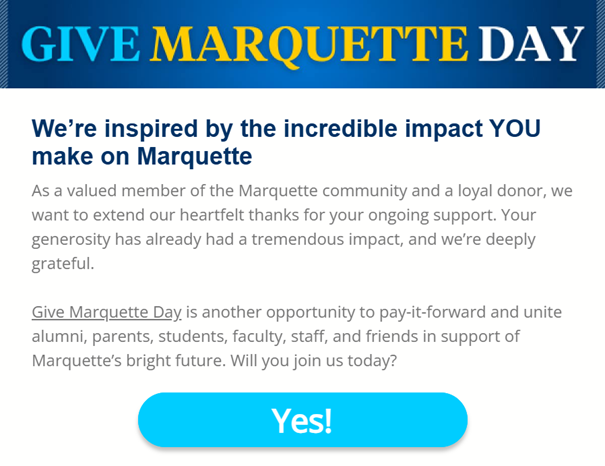 GIVE MARQUETTE DAY
We’re inspired by the incredible impact YOU
make on Marquette
As a valued member of the Marquette community and a loyal donor, we
want to extend our heartfelt thanks for your ongoing support. Your
generosity has already had a tremendous impact, and we’re deeply
grateful.
Give Marquette Day is another opportunity to pay-it-forward and unite
alumni, parents, students, faculty, staff, and friends in support of
Marquette’s bright future. Will you join us today?
Yes!